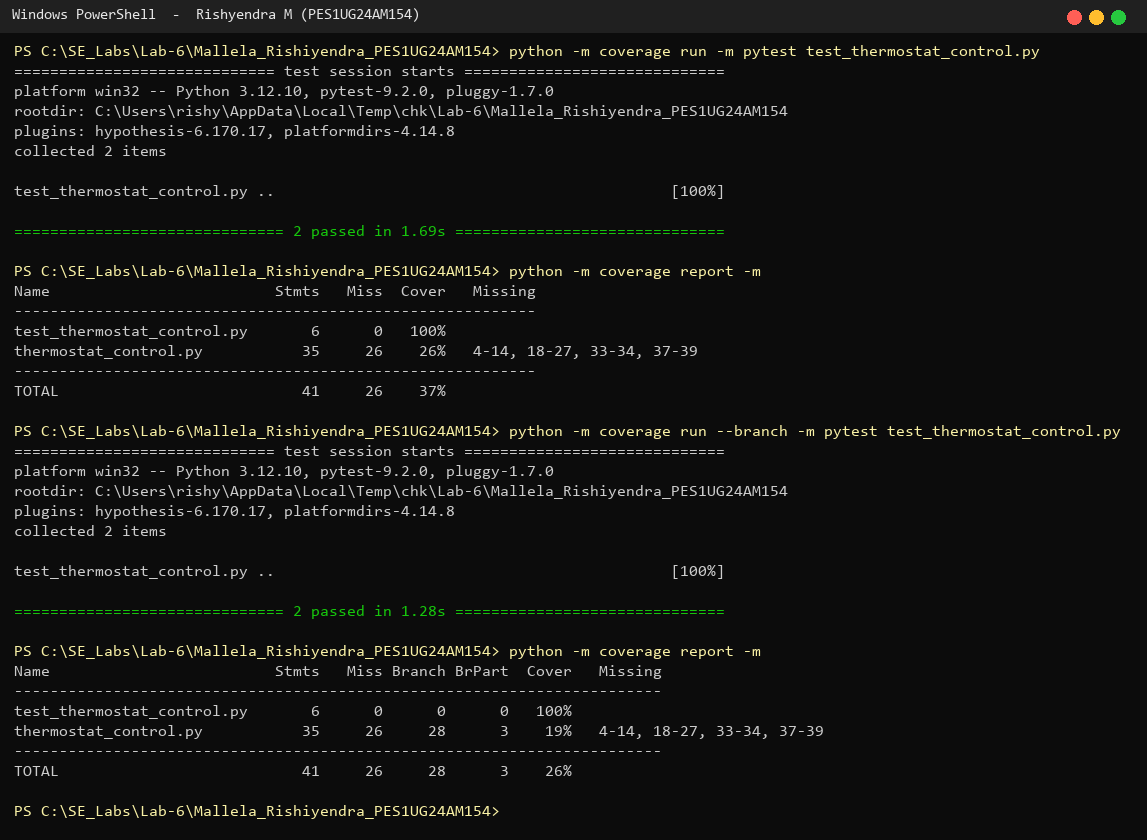 Windows PowerShell  -  Rishyendra M (PES1UG24AM154)
PS C:\SE_Labs\Lab-6\Mallela_Rishiyendra_PES1UG24AM154> python -m coverage run -m pytest test_thermostat_control.py
============================= test session starts =============================
platform win32 -- Python 3.12.10, pytest-9.2.0, pluggy-1.7.0
rootdir: C:\Users\rishy\AppData\Local\Temp\chk\Lab-6\Mallela_Rishiyendra_PES1UG24AM154
plugins: hypothesis-6.170.17, platformdirs-4.14.8
collected 2 items
test_thermostat_control.py ..                                            [100%]
============================== 2 passed in 1.69s ==============================
PS C:\SE_Labs\Lab-6\Mallela_Rishiyendra_PES1UG24AM154> python -m coverage report -m
Name                         Stmts   Miss  Cover   Missing
----------------------------------------------------------
test_thermostat_control.py       6      0   100%
thermostat_control.py           35     26    26%   4-14, 18-27, 33-34, 37-39
----------------------------------------------------------
TOTAL                           41     26    37%
PS C:\SE_Labs\Lab-6\Mallela_Rishiyendra_PES1UG24AM154> python -m coverage run --branch -m pytest test_thermostat_control.py
============================= test session starts =============================
platform win32 -- Python 3.12.10, pytest-9.2.0, pluggy-1.7.0
rootdir: C:\Users\rishy\AppData\Local\Temp\chk\Lab-6\Mallela_Rishiyendra_PES1UG24AM154
plugins: hypothesis-6.170.17, platformdirs-4.14.8
collected 2 items
test_thermostat_control.py ..                                            [100%]
============================== 2 passed in 1.28s ==============================
PS C:\SE_Labs\Lab-6\Mallela_Rishiyendra_PES1UG24AM154> python -m coverage report -m
Name                         Stmts   Miss Branch BrPart  Cover   Missing
------------------------------------------------------------------------
test_thermostat_control.py       6      0      0      0   100%
thermostat_control.py           35     26     28      3    19%   4-14, 18-27, 33-34, 37-39
------------------------------------------------------------------------
TOTAL                           41     26     28      3    26%
PS C:\SE_Labs\Lab-6\Mallela_Rishiyendra_PES1UG24AM154>